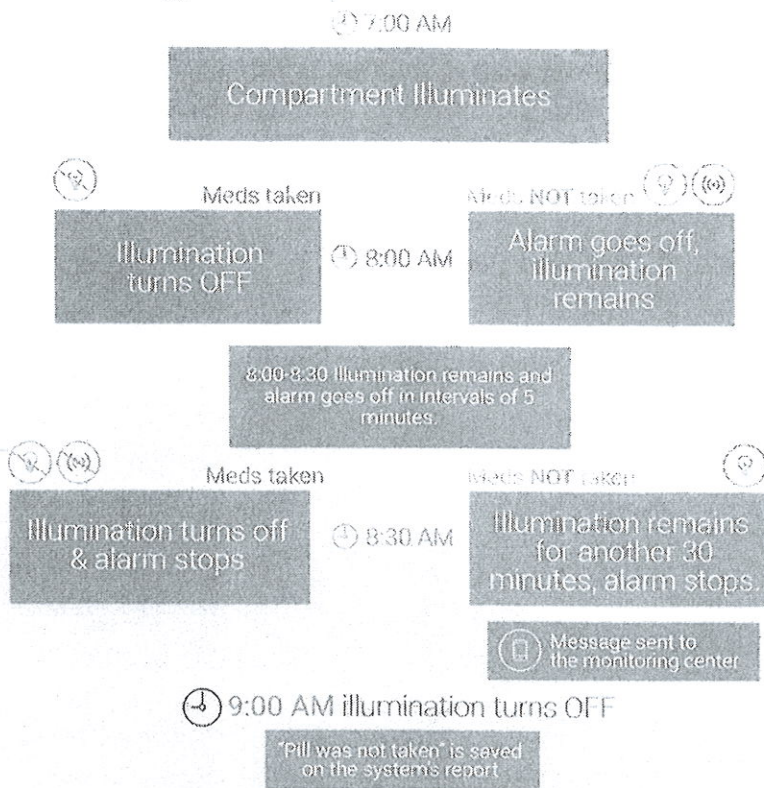 7:00 AM
Compartment Illuminates
Meds taken
Meds NOT taken
Illumination
turns OFF
8:00 AM
Alarm goes off,
illumination
remains
8:00-8:30 Illumination remains and
alarm goes off in intervals of 5
minutes.
Meds taken
Meds NOT taken
Illumination turns off
& alarm stops
8:30 AM
Illumination remains
for another 30
minutes, alarm stops.
Message sent to
the monitoring center
9:00 AM illumination turns OFF
"Pill was not taken" is saved
on the system's report